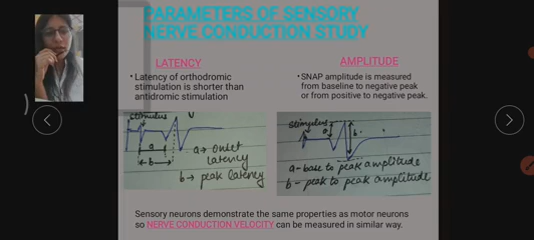 PARAMETERS OF SENSORY
NERVE CONDUCTION STUDY
LATENCY
• Latency of orthodromic
stimulation is shorter than
antidromic stimulation
stimulus
a
b
a → onset
latency
b → peak latency
AMPLITUDE
• SNAP amplitude is measured
from baseline to negative peak
or from positive to negative peak.
Stimulus
a
b
a - base to peak amplitude
b - peak to peak amplitude
Sensory neurons demonstrate the same properties as motor neurons
so NERVE CONDUCTION VELOCITY can be measured in similar way.